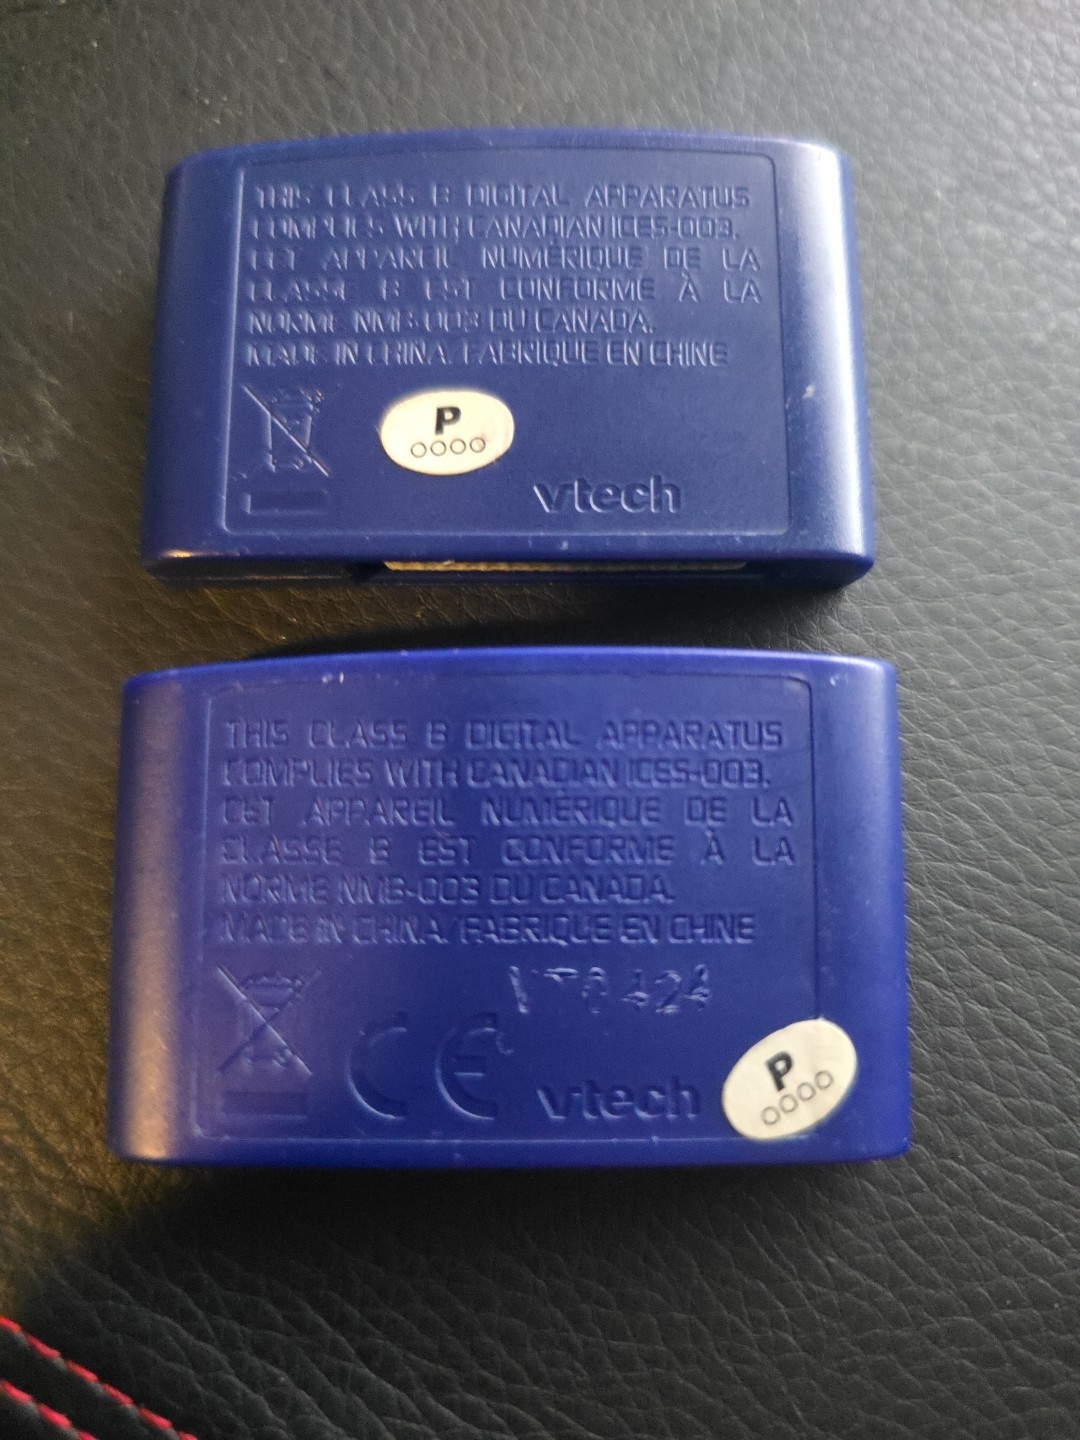 THIS CLASS B DIGITAL APPARATUS
COMPLIES WITH CANADIAN ICES-003.
CET APPAREIL NUMÉRIQUE DE LA
CLASSE B EST CONFORME À LA
NORME NMB-003 DU CANADA.
MADE IN CHINA. FABRIQUE EN CHINE
P
0000
vtech
THIS CLASS B DIGITAL APPARATUS
COMPLIES WITH CANADIAN ICES-003.
CET APPAREIL NUMÉRIQUE DE LA
CLASSE B EST CONFORME À LA
NORME NMB-003 DU CANADA.
MADE IN CHINA. FABRIQUE EN CHINE
CE
vtech
P
0000